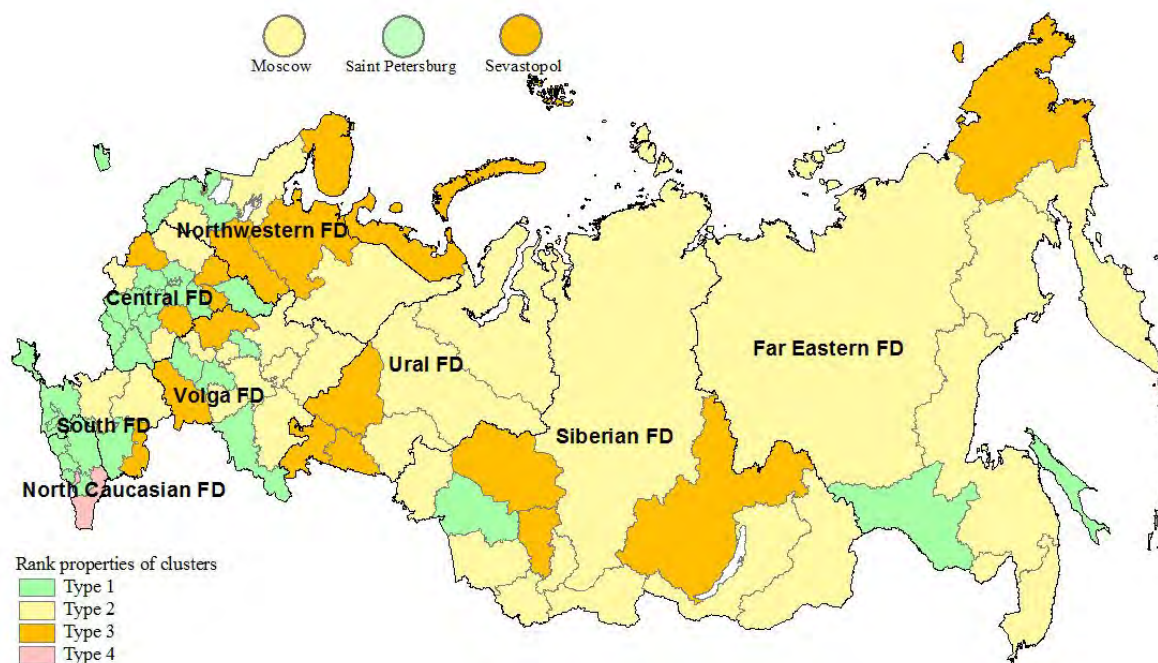 Moscow
Saint Petersburg
Sevastopol
Northwestern FD
Central FD
Ural FD
Far Eastern FD
Volga FD
South FD
Siberian FD
North Caucasian FD
Rank properties of clusters
Type 1
Type 2
Type 3
Type 4